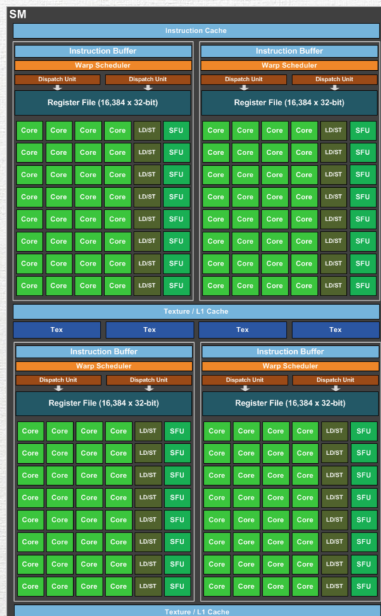 SM
Instruction Cache
Instruction Buffer Instruction Buffer
Warp Scheduler Warp Scheduler
Dispatch Unit Dispatch Unit Dispatch Unit Dispatch Unit
Register File (16,384 x 32-bit) Register File (16,384 x 32-bit)
Core Core Core Core LD/ST SFU Core Core Core Core LD/ST SFU
Core Core Core Core LD/ST SFU Core Core Core Core LD/ST SFU
Core Core Core Core LD/ST SFU Core Core Core Core LD/ST SFU
Core Core Core Core LD/ST SFU Core Core Core Core LD/ST SFU
Core Core Core Core LD/ST SFU Core Core Core Core LD/ST SFU
Core Core Core Core LD/ST SFU Core Core Core Core LD/ST SFU
Core Core Core Core LD/ST SFU Core Core Core Core LD/ST SFU
Core Core Core Core LD/ST SFU Core Core Core Core LD/ST SFU
Texture / L1 Cache
Tex Tex Tex Tex
Instruction Buffer Instruction Buffer
Warp Scheduler Warp Scheduler
Dispatch Unit Dispatch Unit Dispatch Unit Dispatch Unit
Register File (16,384 x 32-bit) Register File (16,384 x 32-bit)
Core Core Core Core LD/ST SFU Core Core Core Core LD/ST SFU
Core Core Core Core LD/ST SFU Core Core Core Core LD/ST SFU
Core Core Core Core LD/ST SFU Core Core Core Core LD/ST SFU
Core Core Core Core LD/ST SFU Core Core Core Core LD/ST SFU
Core Core Core Core LD/ST SFU Core Core Core Core LD/ST SFU
Core Core Core Core LD/ST SFU Core Core Core Core LD/ST SFU
Core Core Core Core LD/ST SFU Core Core Core Core LD/ST SFU
Core Core Core Core LD/ST SFU Core Core Core Core LD/ST SFU
Texture / L1 Cache